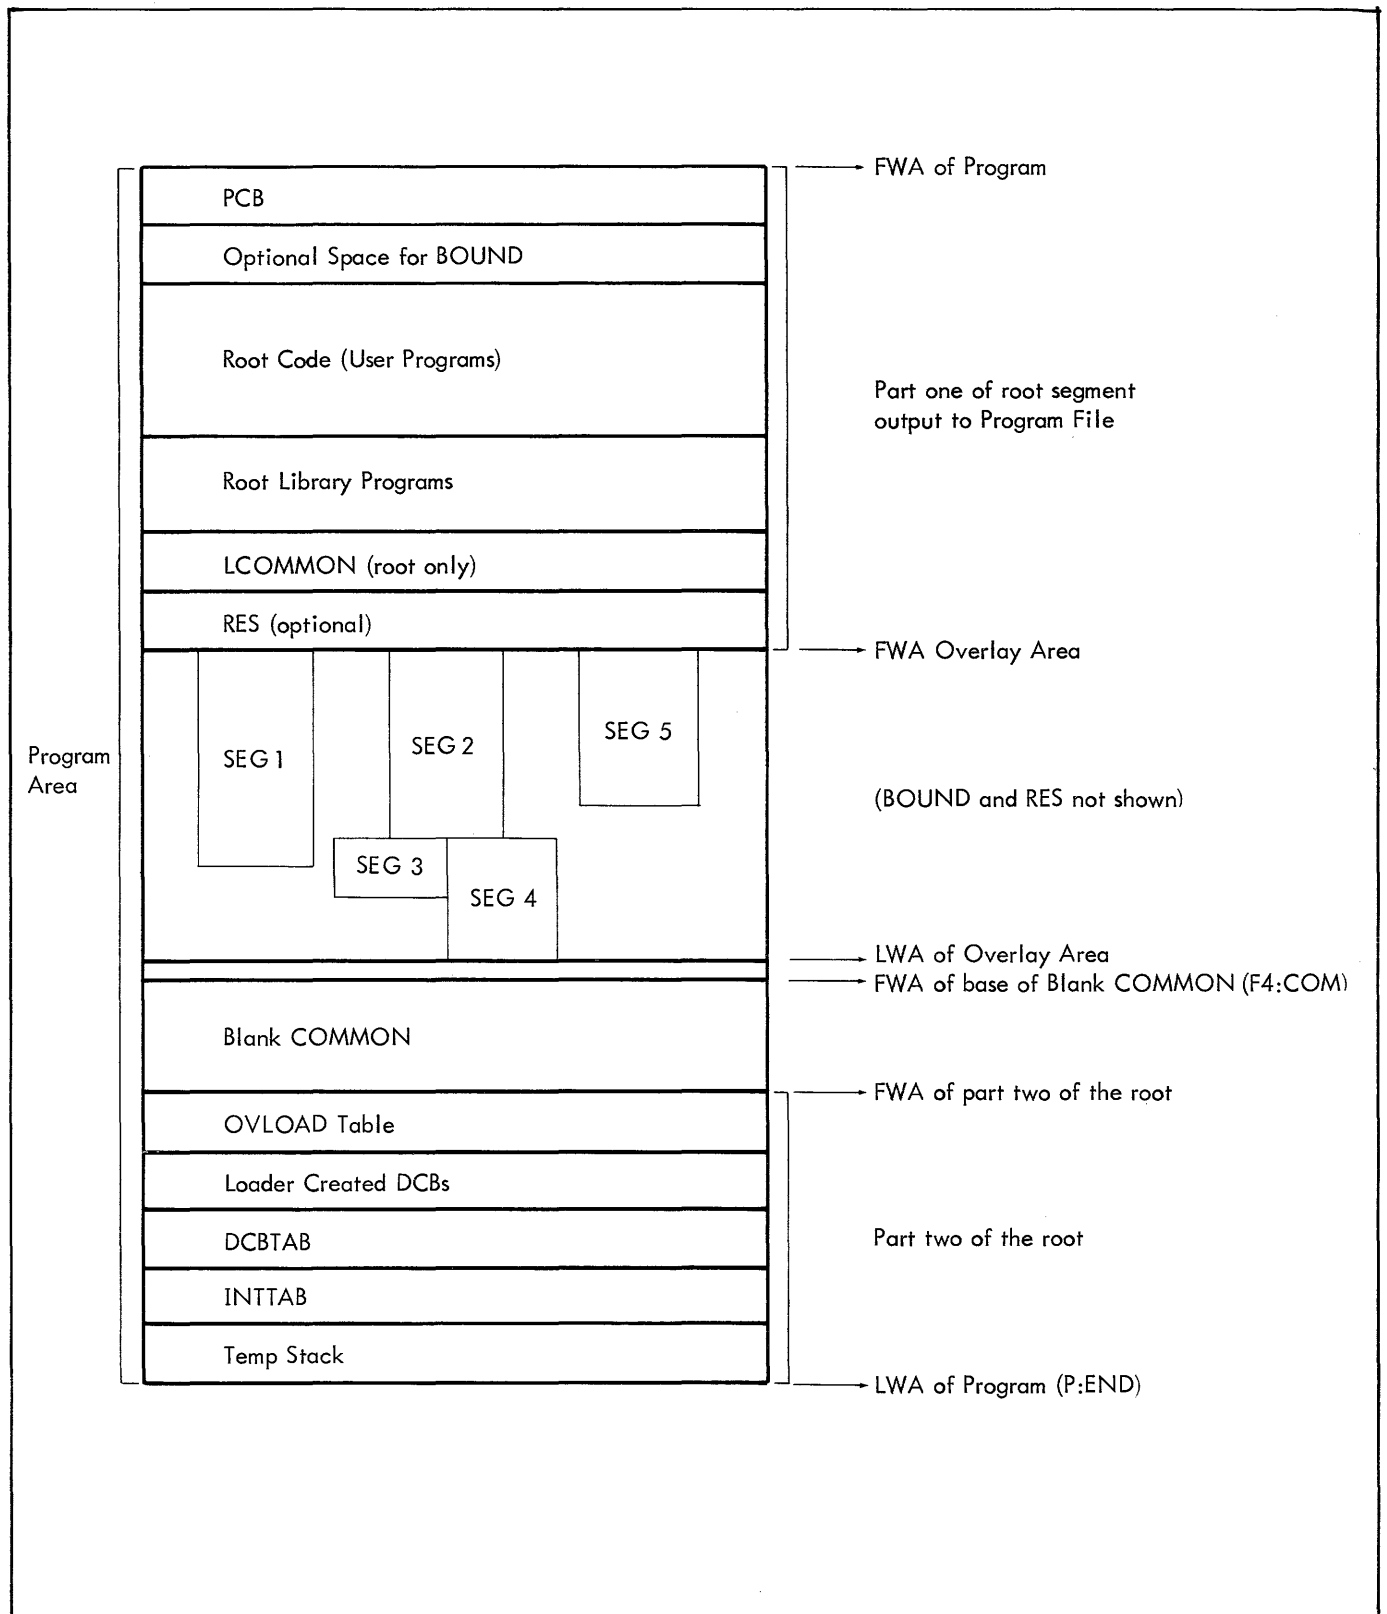 FWA of Program
PCB
Optional Space for BOUND
Root Code (User Programs)
Part one of root segment
output to Program File
Root Library Programs
LCOMMON (root only)
RES (optional)
FWA Overlay Area
SEG 1
SEG 2
SEG 5
Program
Area
(BOUND and RES not shown)
SEG 3
SEG 4
LWA of Overlay Area
FWA of base of Blank COMMON (F4:COM)
Blank COMMON
FWA of part two of the root
OVLOAD Table
Loader Created DCBs
DCBTAB
Part two of the root
INTTAB
Temp Stack
LWA of Program (P:END)